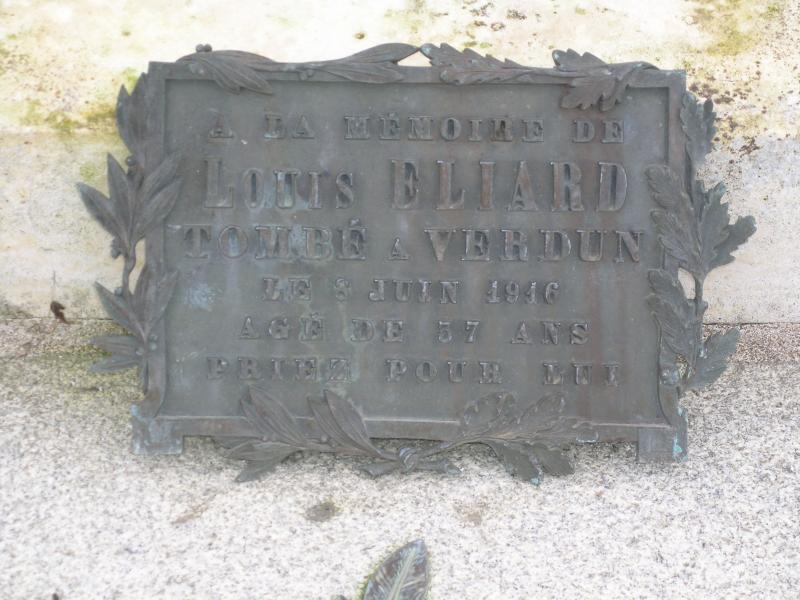 A LA MÉMOIRE DE
LOUIS ELIARD
TOMBÉ A VERDUN
LE 8 JUIN 1916
AGÉ DE 37 ANS
PRIEZ POUR LUI